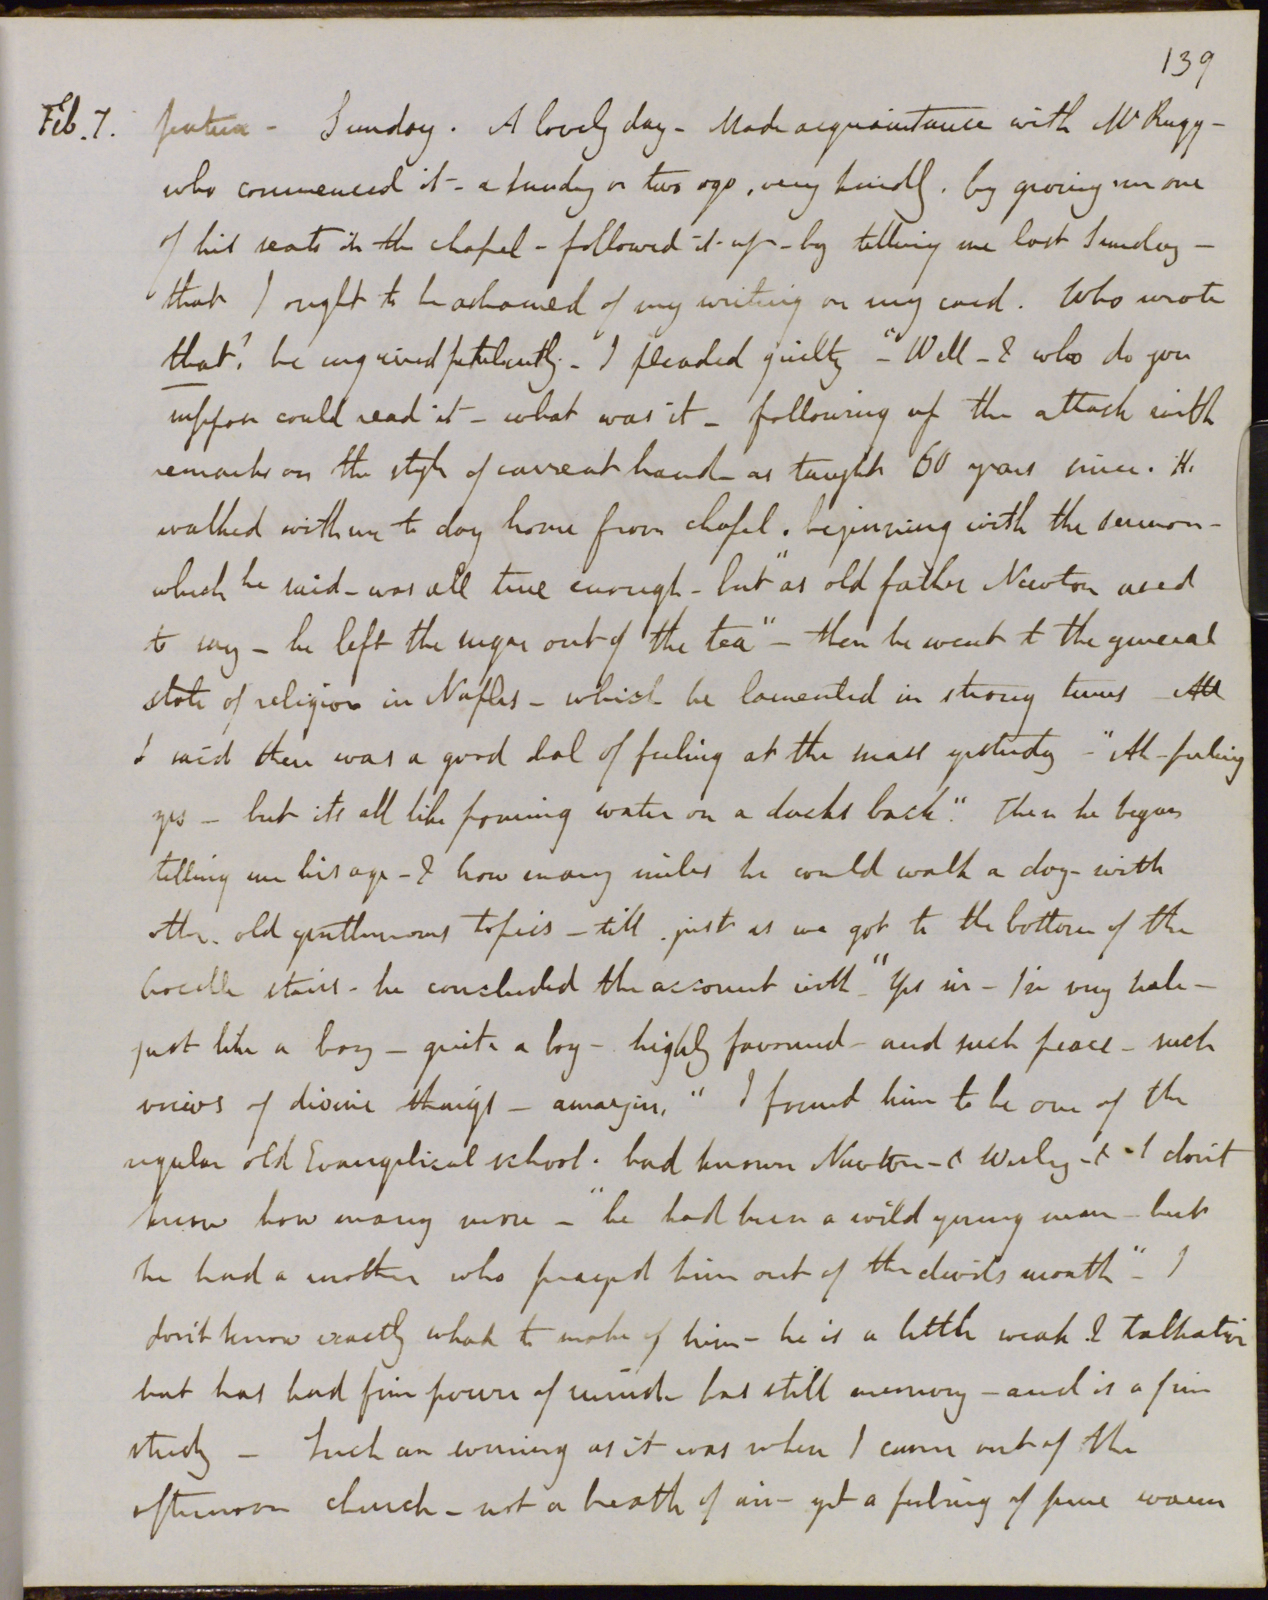 139
Feb. 7. feature - Sunday. A lovely day - Made acquaintance with Mr Rugg -
who commenced it - a Sunday or two ago, very kindly, by giving me one
of his seats in the chapel - followed it up - by telling me last Sunday -
that I ought to be ashamed of my writing on my card. Who wrote
that? he enquired petulantly - I pleaded guilty - "Well - & who do you
suppose could read it - what was it - following up the attack with
remarks on the style of current hand as taught 60 years since. He
walked with me to day home from chapel. beginning with the sermon -
which he said - was all true enough - but "as old father Newton used
to say - he left the sugar out of the tea" - then he went to the general
state of religion in Naples - which he lamented in strong terms -
I said there was a good deal of feeling at the mass yesterday - "Ah - feeling
yes - but its all like pouring water on a ducks back". Then he began
telling me his age - & how many miles he could walk a day - with
other old gentlemans topics - till just as we got to the bottom of the
stairs - he concluded the account with "Yes sir - I'm very hale -
just like a boy - quite a boy - highly favoured - and such peace - such
views of divine things - amazing." I found him to be one of the
regular old Evangelical school. had known Newton - & Wesley - & I don't
know how many more - "he had been a wild young man - but
he had a mother who prayed him out of the devils mouth" - I
don't know exactly what to make of him - he is a little weak & talkative
but has had fine power of mind has still memory - and is a fine
study - Such an evening as it was when I came out of the
afternoon church - not a breath of air - yet a feeling of pure warm